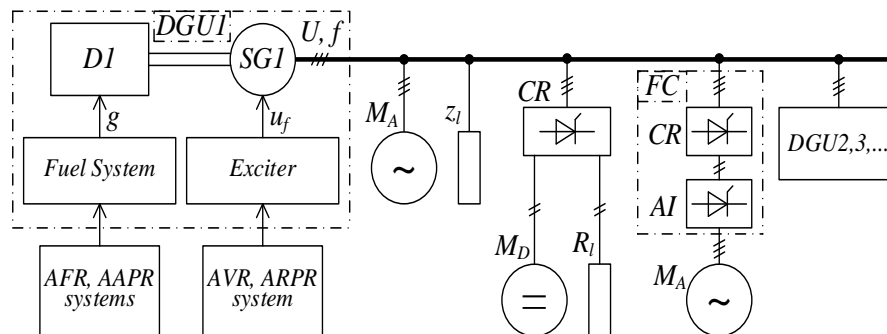 DGU1
U, f
D1
SG1
FC
CR
M_A
z_l
g
u_f
CR
DGU2,3,...
Fuel System
Exciter
~
AI
M_D
R_l
AFR, AAPR
systems
AVR, ARPR
system
M_A
=
~